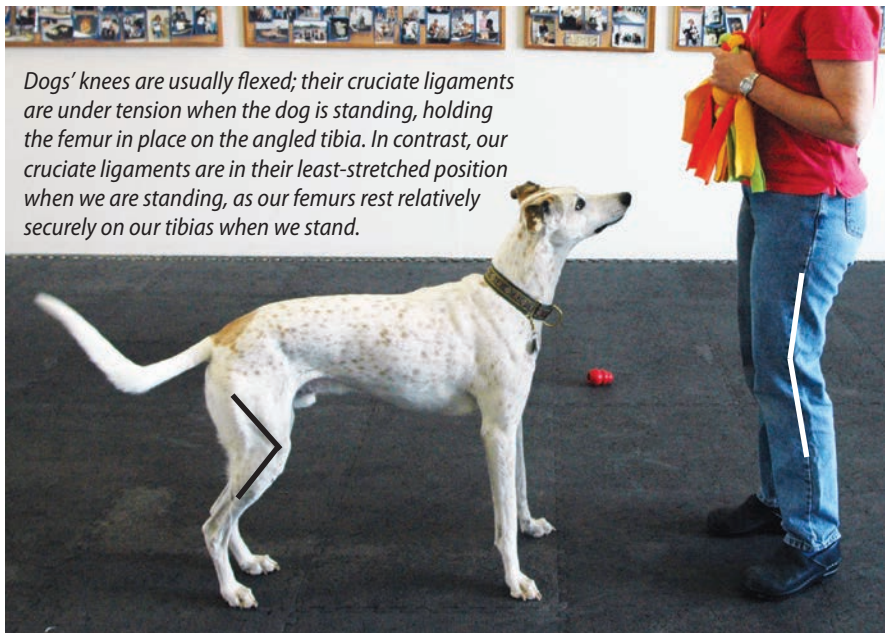 Dogs’ knees are usually flexed; their cruciate ligaments
are under tension when the dog is standing, holding
the femur in place on the angled tibia. In contrast, our
cruciate ligaments are in their least-stretched position
when we are standing, as our femurs rest relatively
securely on our tibias when we stand.